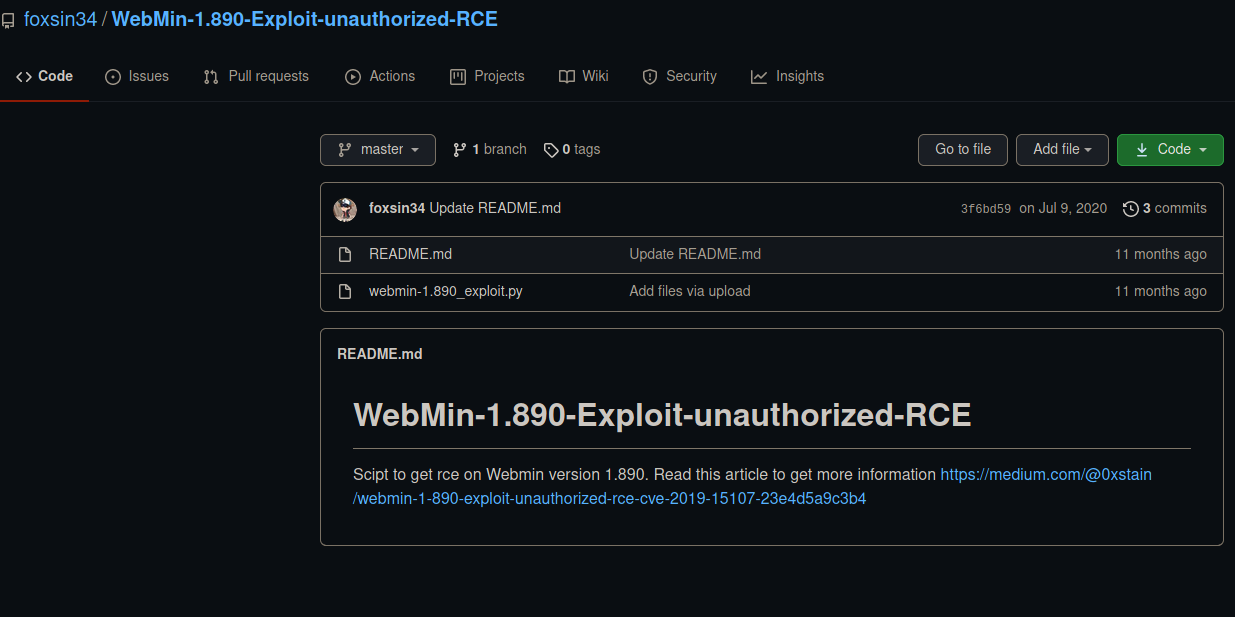 foxsin34 / WebMin-1.890-Exploit-unauthorized-RCE
Code Issues Pull requests Actions Projects Wiki Security Insights
master 1 branch 0 tags Go to file Add file Code
foxsin34 Update README.md 3f6bd59 on Jul 9, 2020 3 commits
README.md Update README.md 11 months ago
webmin-1.890_exploit.py Add files via upload 11 months ago
README.md
WebMin-1.890-Exploit-unauthorized-RCE
Scipt to get rce on Webmin version 1.890. Read this article to get more information https://medium.com/@0xstain
/webmin-1-890-exploit-unauthorized-rce-cve-2019-15107-23e4d5a9c3b4